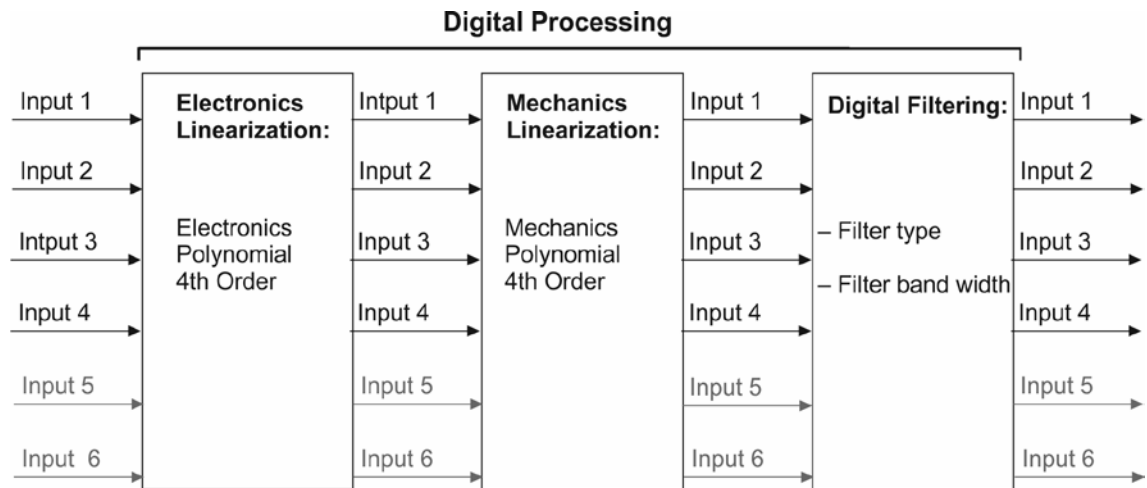 Digital Processing
Input 1
Input 2
Intput 3
Input 4
Input 5
Input 6
Electronics
Linearization:
Electronics
Polynomial
4th Order
Intput 1
Input 2
Input 3
Input 4
Input 5
Input 6
Mechanics
Linearization:
Mechanics
Polynomial
4th Order
Input 1
Input 2
Input 3
Input 4
Input 5
Input 6
Digital Filtering:
– Filter type
– Filter band width
Input 1
Input 2
Input 3
Input 4
Input 5
Input 6